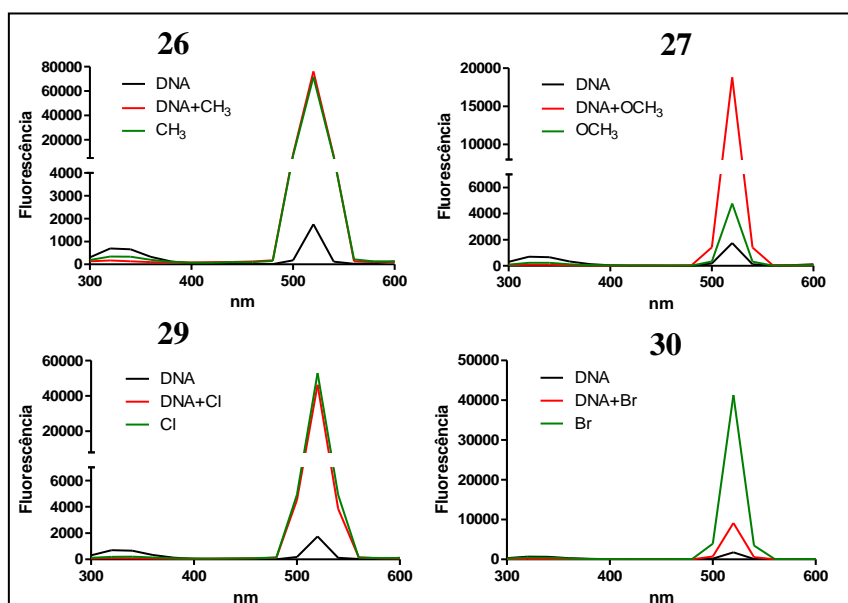 26
80000
60000
40000
20000
4000
3000
2000
1000
0
Fluorescência
DNA
DNA+CH₃
CH₃
300
400
500
600
nm
27
20000
15000
10000
6000
4000
2000
0
Fluorescência
DNA
DNA+OCH₃
OCH₃
300
400
500
600
nm
29
60000
40000
20000
6000
4000
2000
0
Fluorescência
DNA
DNA+Cl
Cl
300
400
500
600
nm
30
50000
40000
30000
20000
10000
0
Fluorescência
DNA
DNA+Br
Br
300
400
500
600
nm